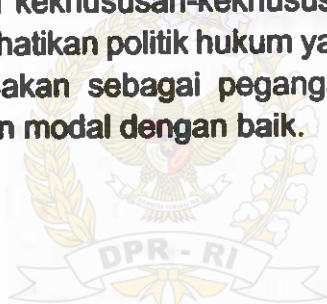 kekhususan-kekhusus
hatikan politik hukum ya
akan sebagai pegang
n modal dengan baik.
DPR - RI